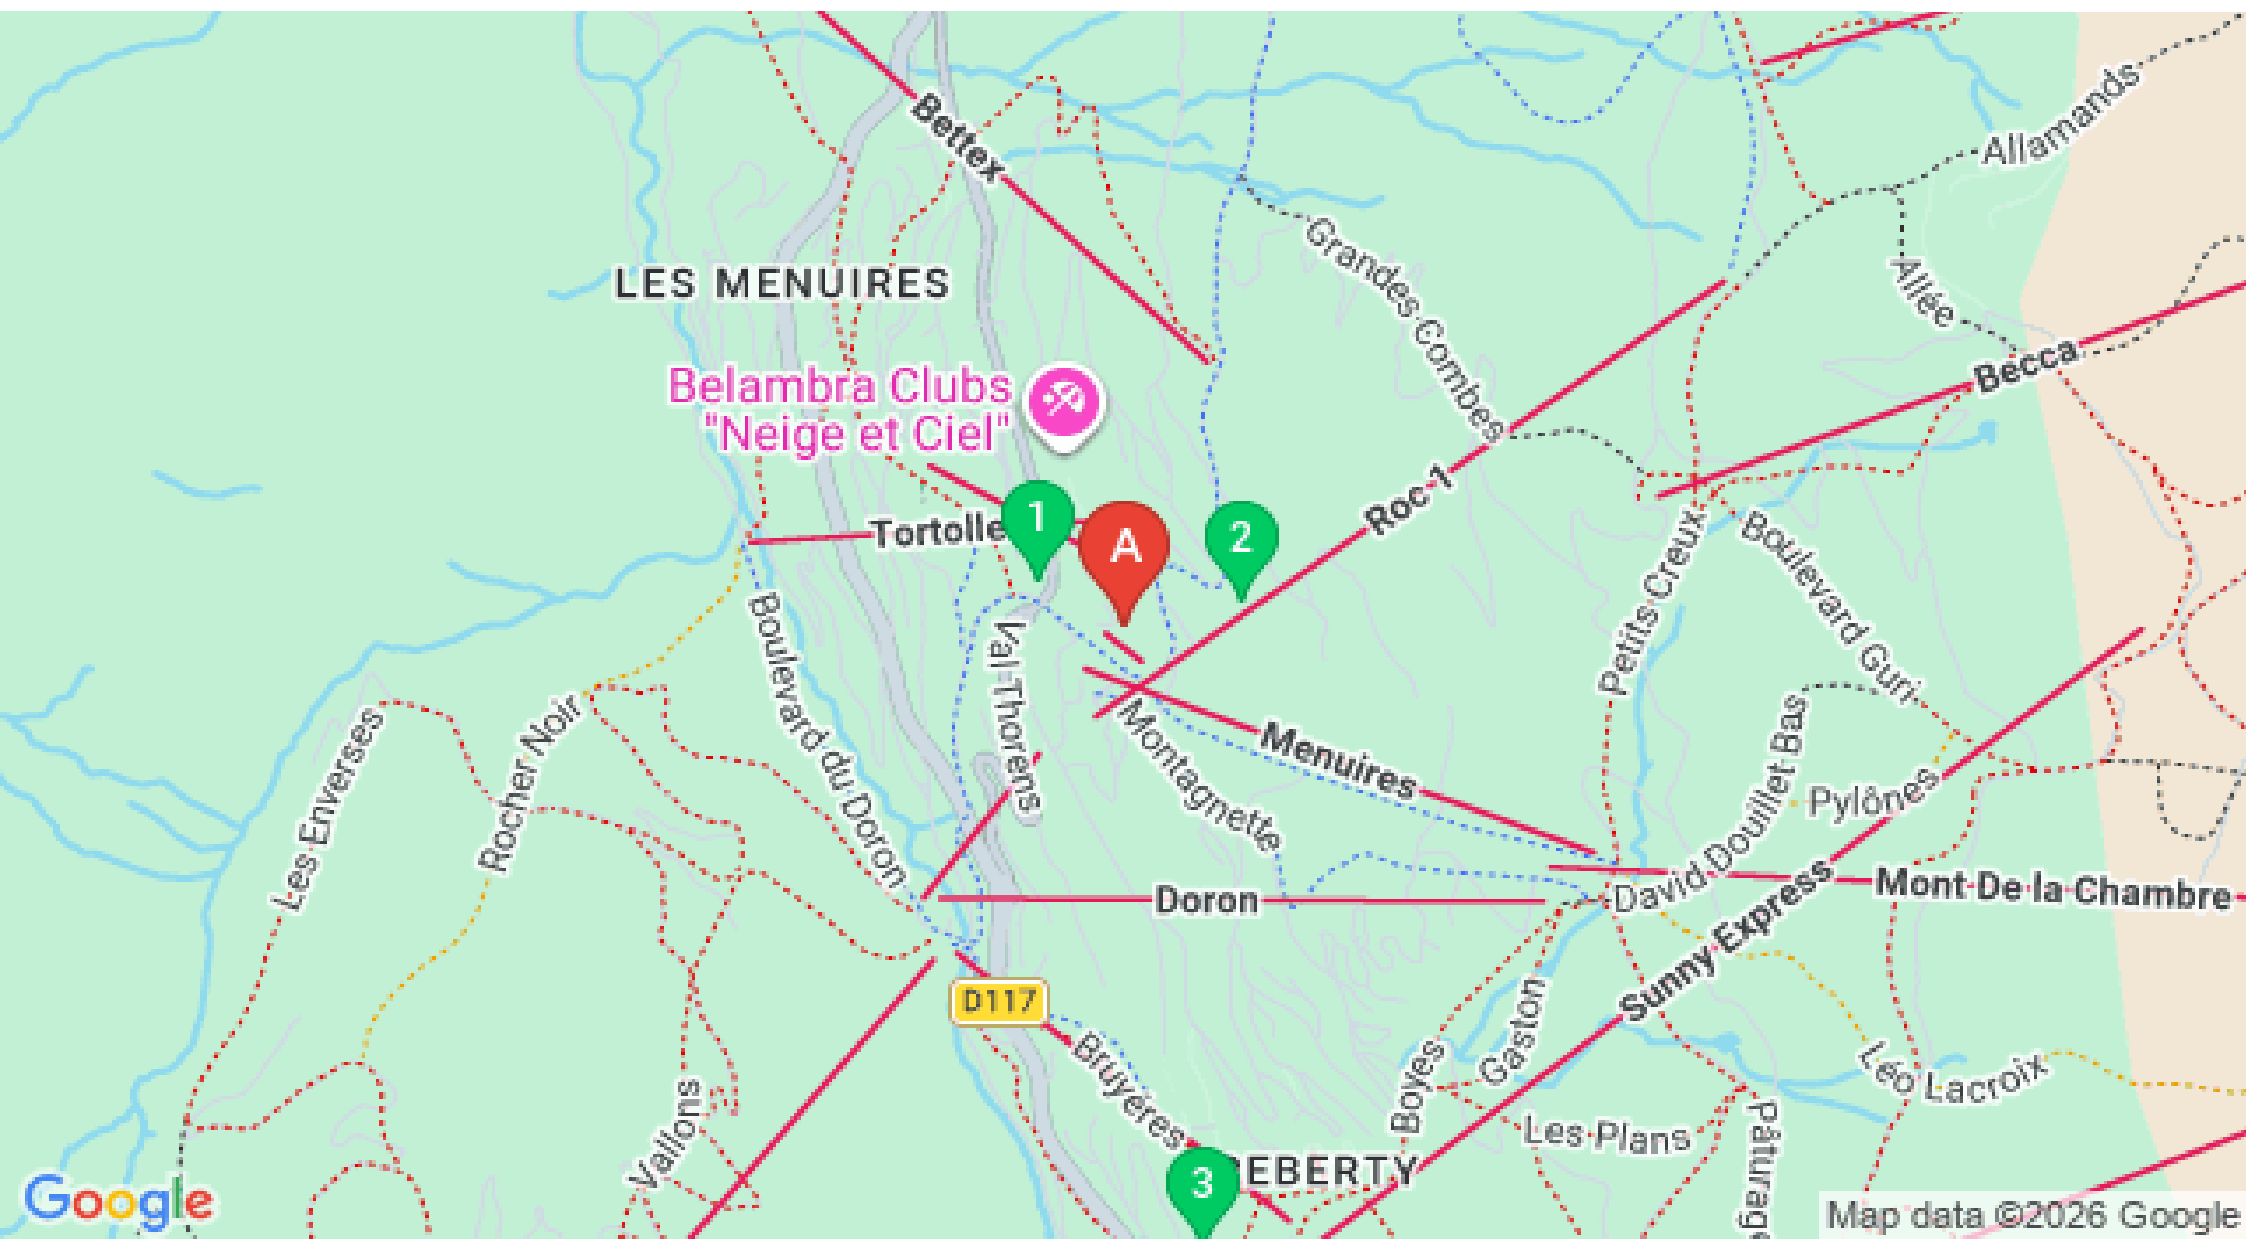 Bettex
Allamands
Grandes Combes
Allée
LES MENUIRES
Becca
Belambra Clubs
"Neige et Ciel"
Roc 1
1
A
2
Tortolle
Petits Creux
Boulevard Guri
Boulevard du Doron
Val-Thorens
Montagnette
Menuires
Les Enverses
Rocher Noir
David Douillet Bas
Pylônes
Doron
Mont De la Chambre
Sunny Express
D117
Gaston
Bruyéres
Boyes
Léo Lacroix
Vallons
Les Plans
Pâturage
3
EBERTY
Google
Map data ©2026 Google